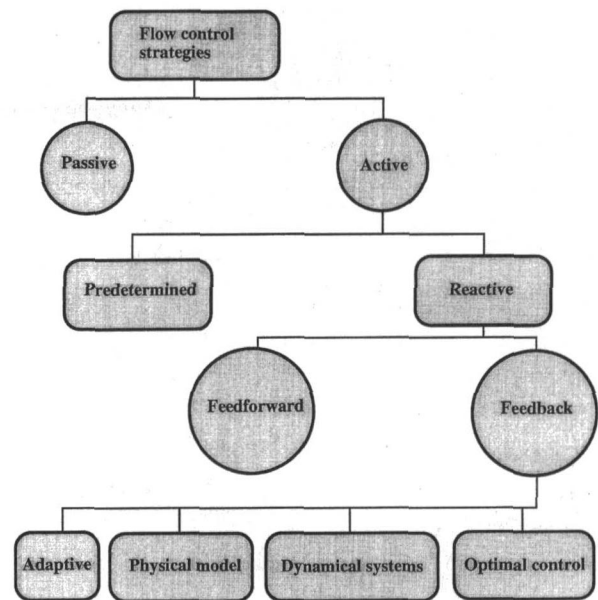 Flow control
strategies
Passive
Active
Predetermined
Reactive
Feedforward
Feedback
Adaptive
Physical model
Dynamical systems
Optimal control